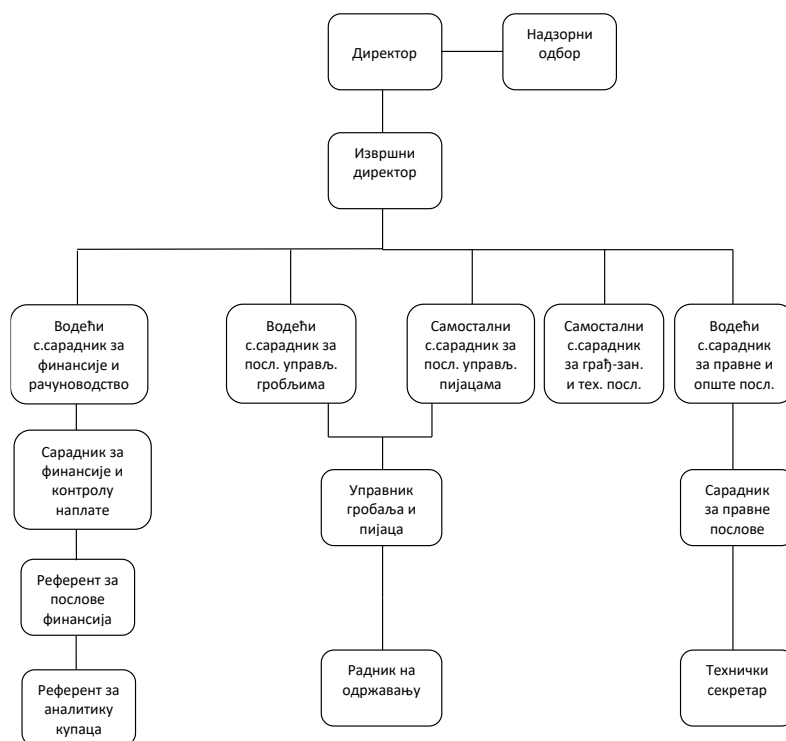 Директор
Надзорни
одбор
Извршни
директор
Водећи
с.сарадник за
финансије и
рачуноводство
Водећи
с.сарадник за
посл. управљ.
гробљима
Самостални
с.сарадник за
посл. управљ.
пијацама
Самостални
с.сарадник
за грађ-зан.
и тех. посл.
Водећи
с.сарадник
за правне и
опште посл.
Сарадник за
финансије и
контролу
наплате
Управник
гробаља и
пијаца
Сарадник
за правне
послове
Референт за
послове
финансија
Радник на
одржавању
Технички
секретар
Референт за
аналитику
купаца